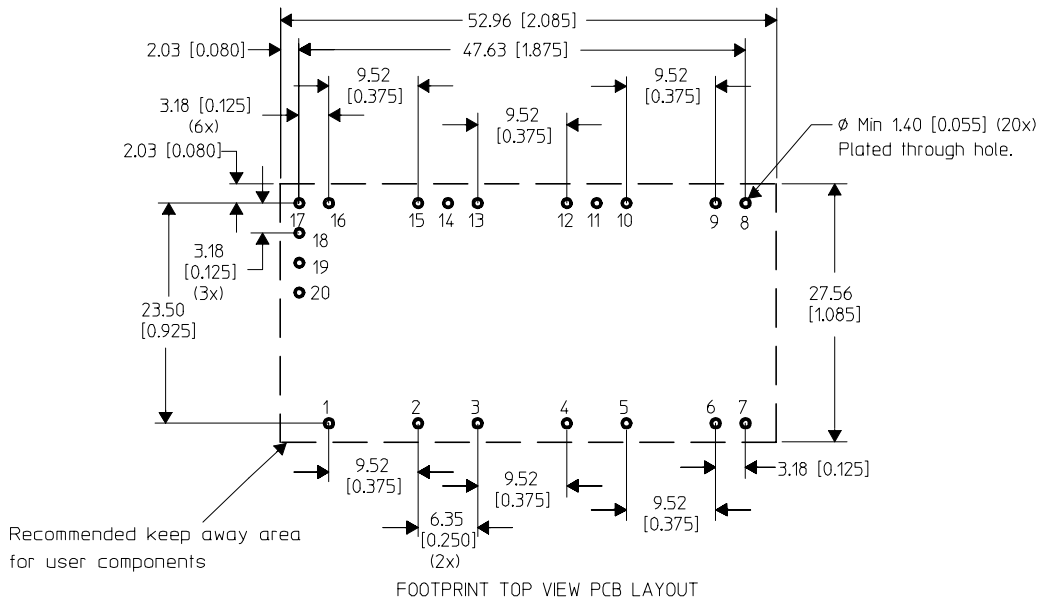 52.96 [2.085]
2.03 [0.080]
47.63 [1.875]
9.52
[0.375]
9.52
[0.375]
3.18 [0.125]
(6x)
9.52
[0.375]
ø Min 1.40 [0.055] (20x)
Plated through hole.
2.03 [0.080]
17 16 15 14 13 12 11 10 9 8
18
3.18
[0.125]
(3x)
19
20
23.50
[0.925]
27.56
[1.085]
1 2 3 4 5 6 7
9.52
[0.375]
9.52
[0.375]
3.18 [0.125]
9.52
[0.375]
6.35
[0.250]
(2x)
Recommended keep away area
for user components
FOOTPRINT TOP VIEW PCB LAYOUT